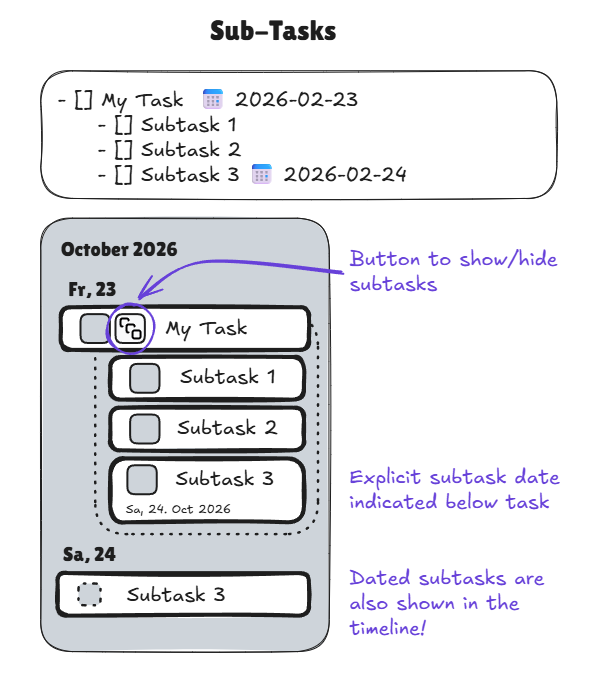 Sub-Tasks
- [] My Task 📅 2026-02-23
- [] Subtask 1
- [] Subtask 2
- [] Subtask 3 📅 2026-02-24
October 2026
Button to show/hide
subtasks
Fr, 23
My Task
Subtask 1
Subtask 2
Subtask 3
Sa, 24. Oct 2026
Explicit subtask date
indicated below task
Sa, 24
Subtask 3
Dated subtasks are
also shown in the
timeline!